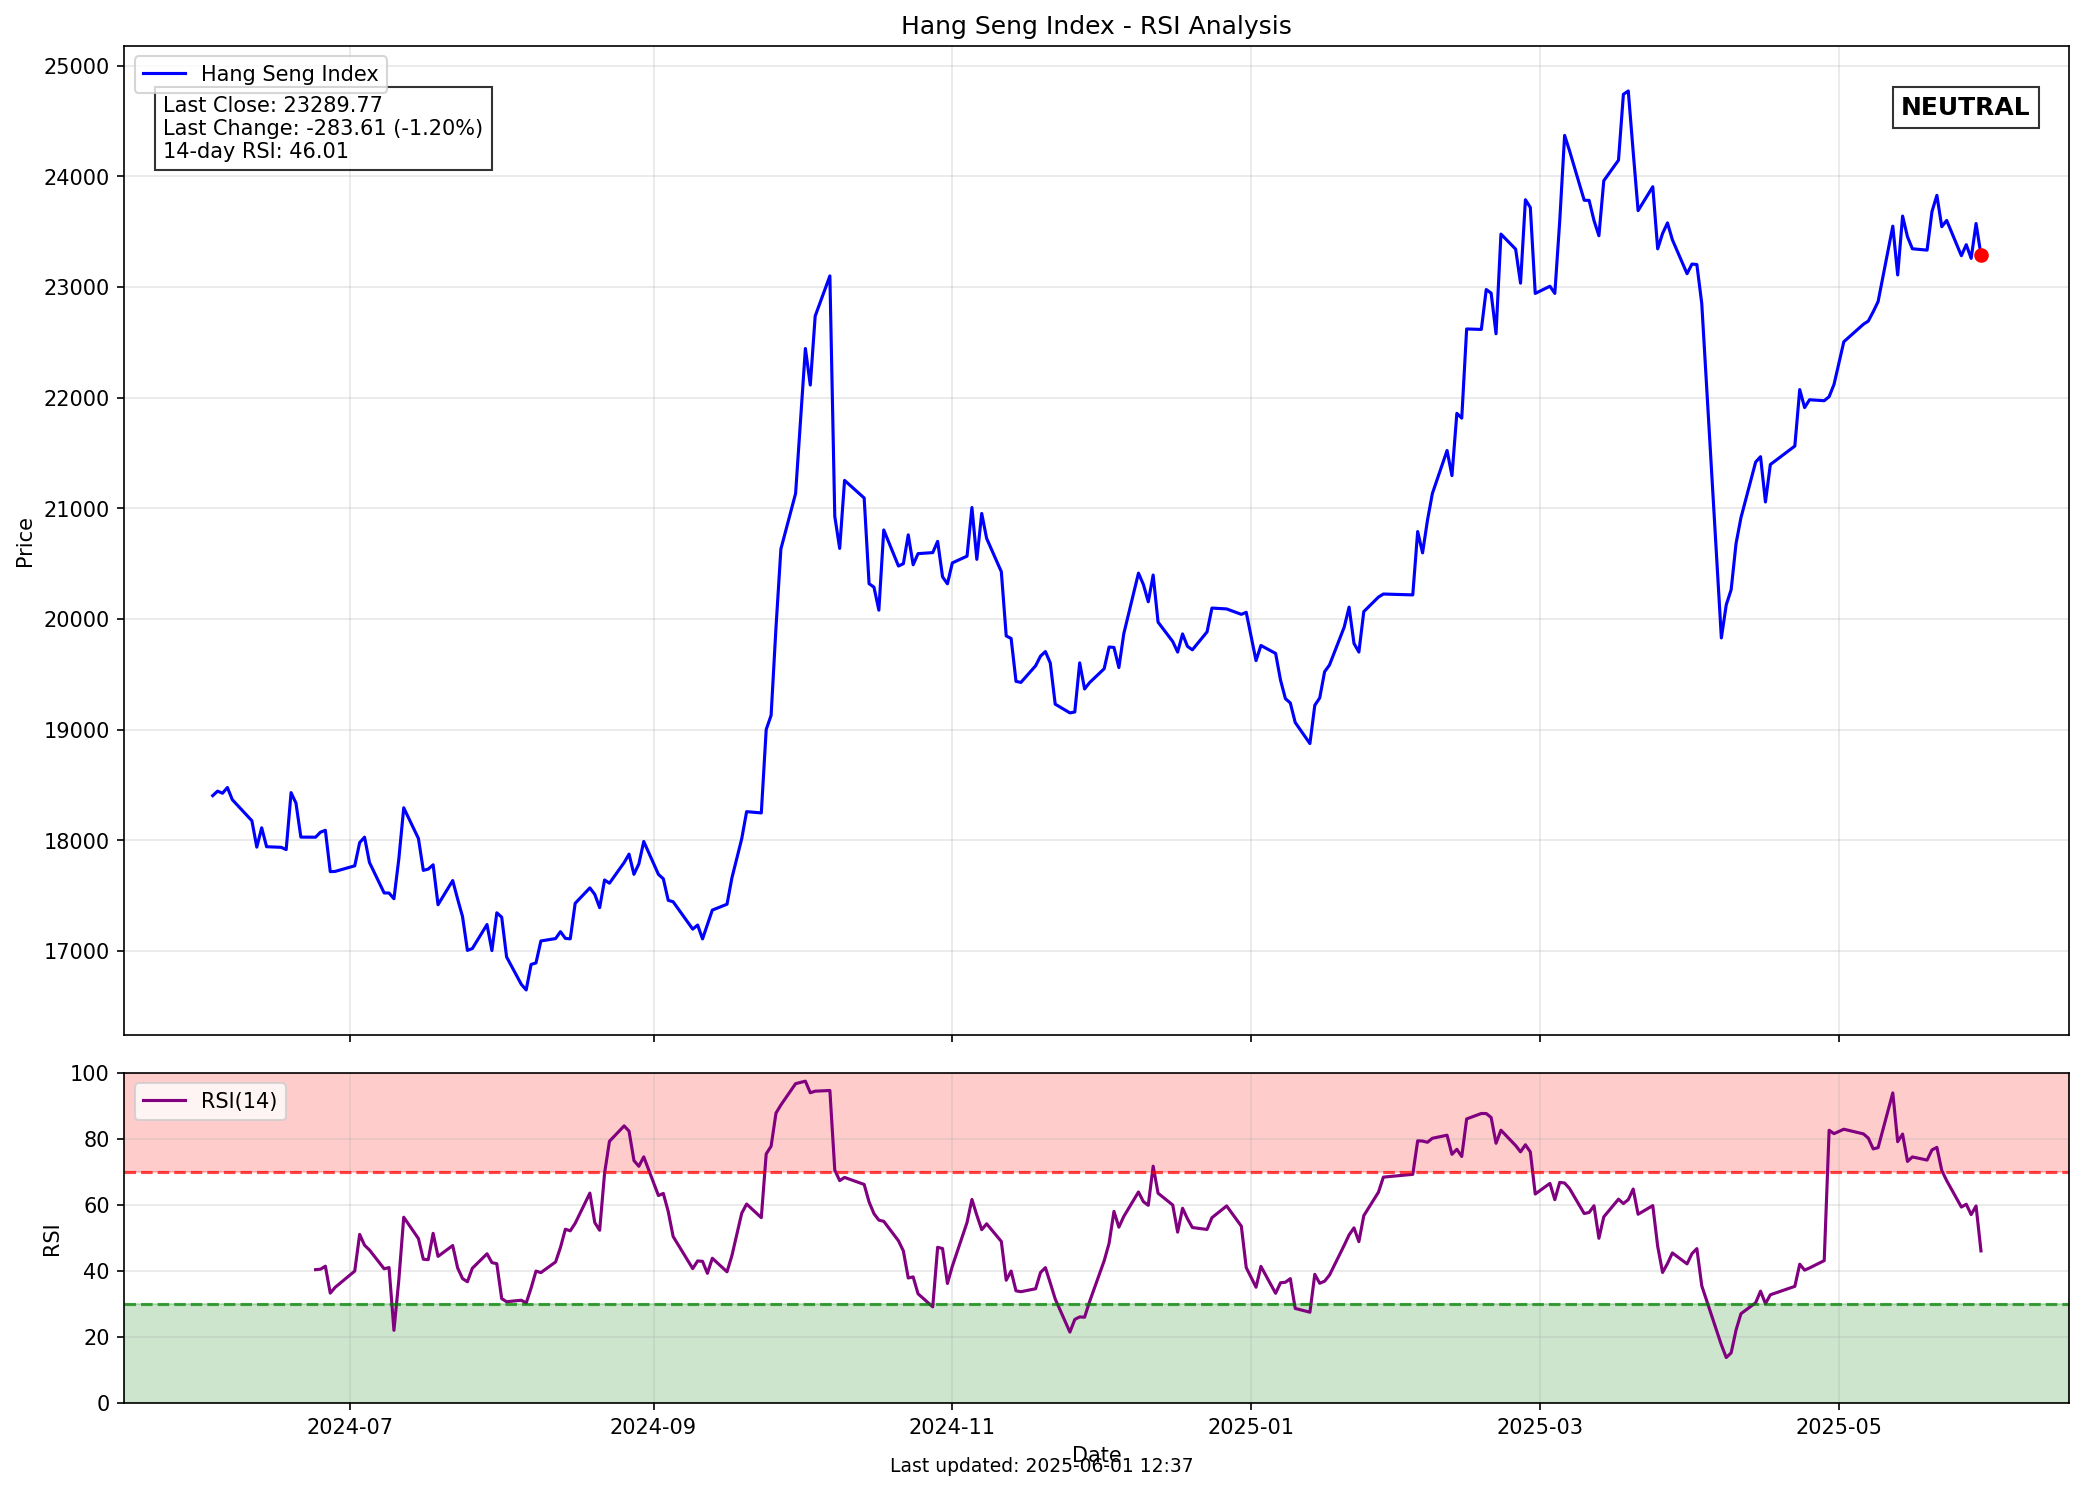 Hang Seng Index - RSI Analysis
Hang Seng Index
Last Close: 23289.77
Last Change: -283.61 (-1.20%)
14-day RSI: 46.01
NEUTRAL
25000
24000
23000
22000
21000
20000
19000
18000
17000
Price
RSI(14)
100
80
60
40
20
0
RSI
2024-07
2024-09
2024-11
2025-01
2025-03
2025-05
Date
Last updated: 2025-06-01 12:37